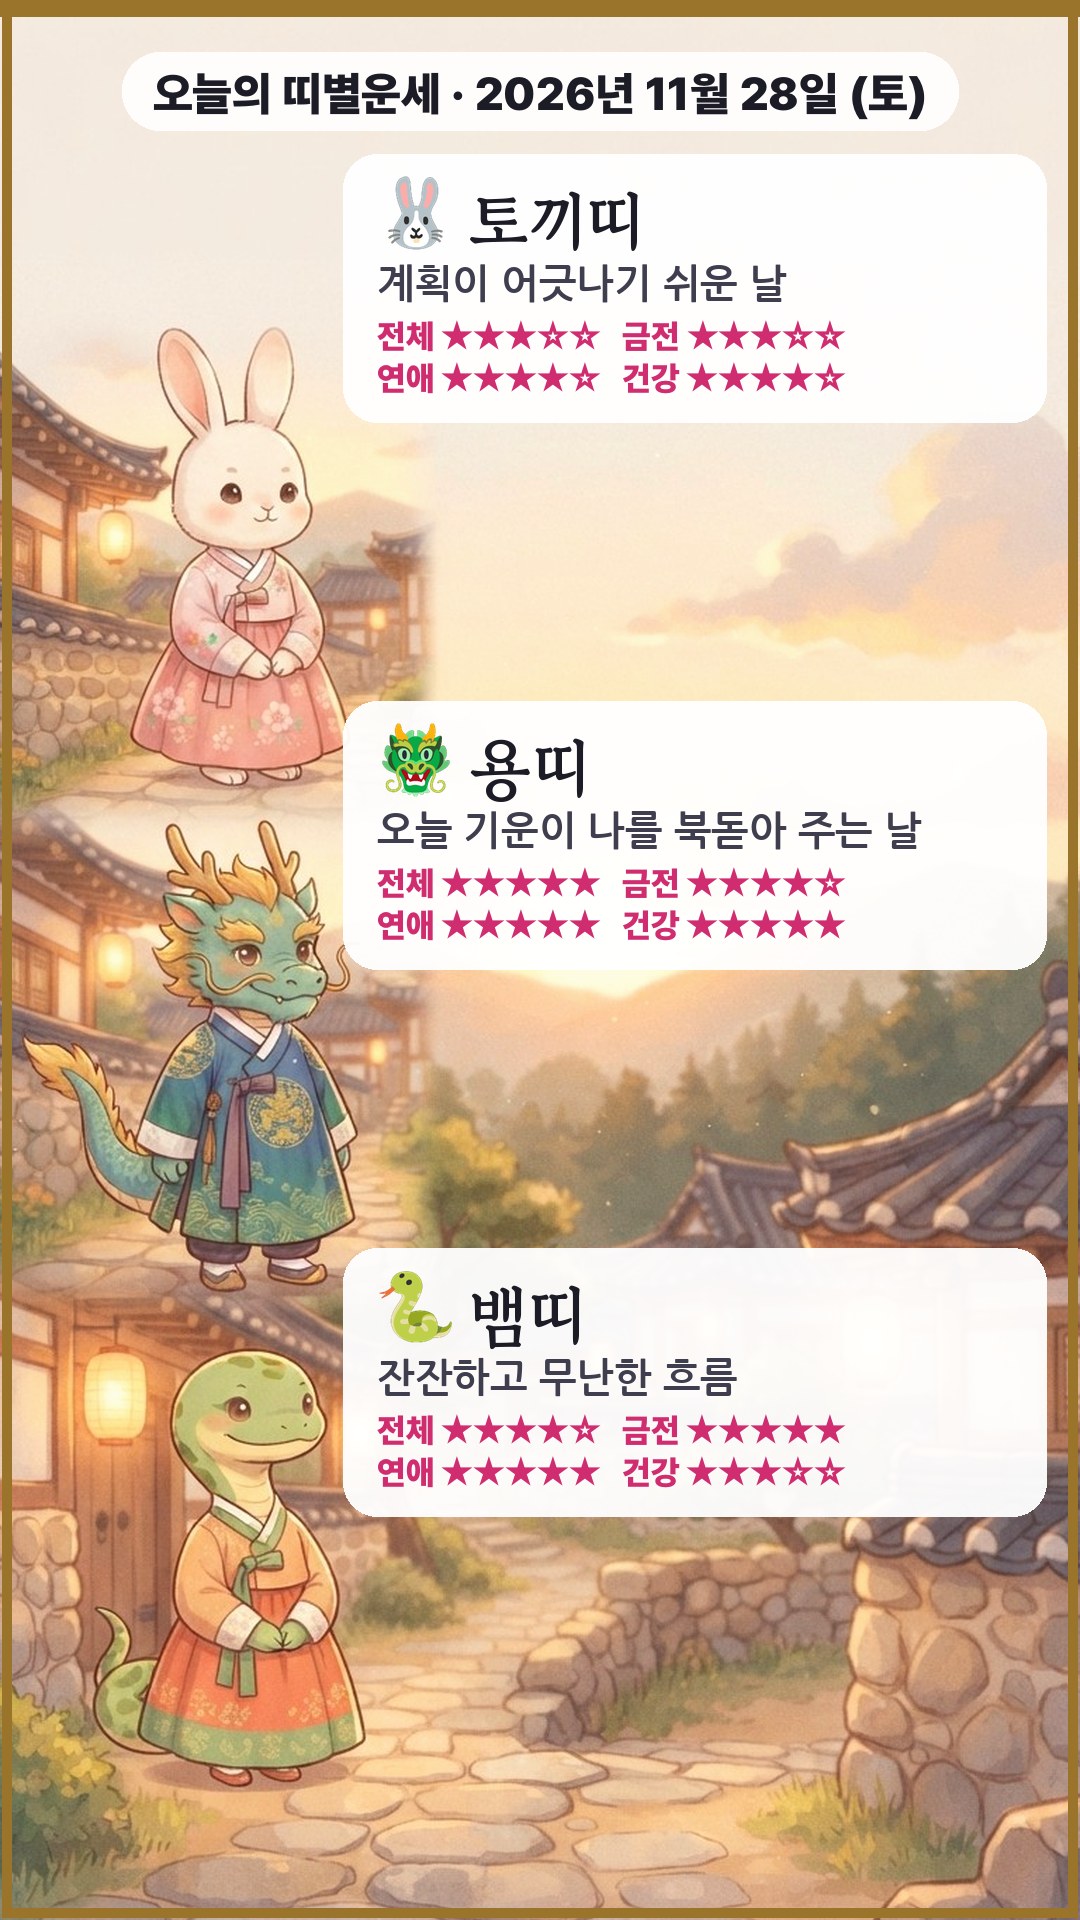 오늘의 띠별운세 · 2026년 11월 28일 (토)
토끼띠
계획이 어긋나기 쉬운 날
전체 ★★★☆☆ 금전 ★★★☆☆
연애 ★★★★☆ 건강 ★★★★☆
용띠
오늘 기운이 나를 북돋아 주는 날
전체 ★★★★★ 금전 ★★★★☆
연애 ★★★★★ 건강 ★★★★★
뱀띠
잔잔하고 무난한 흐름
전체 ★★★★☆ 금전 ★★★★★
연애 ★★★★★ 건강 ★★★☆☆